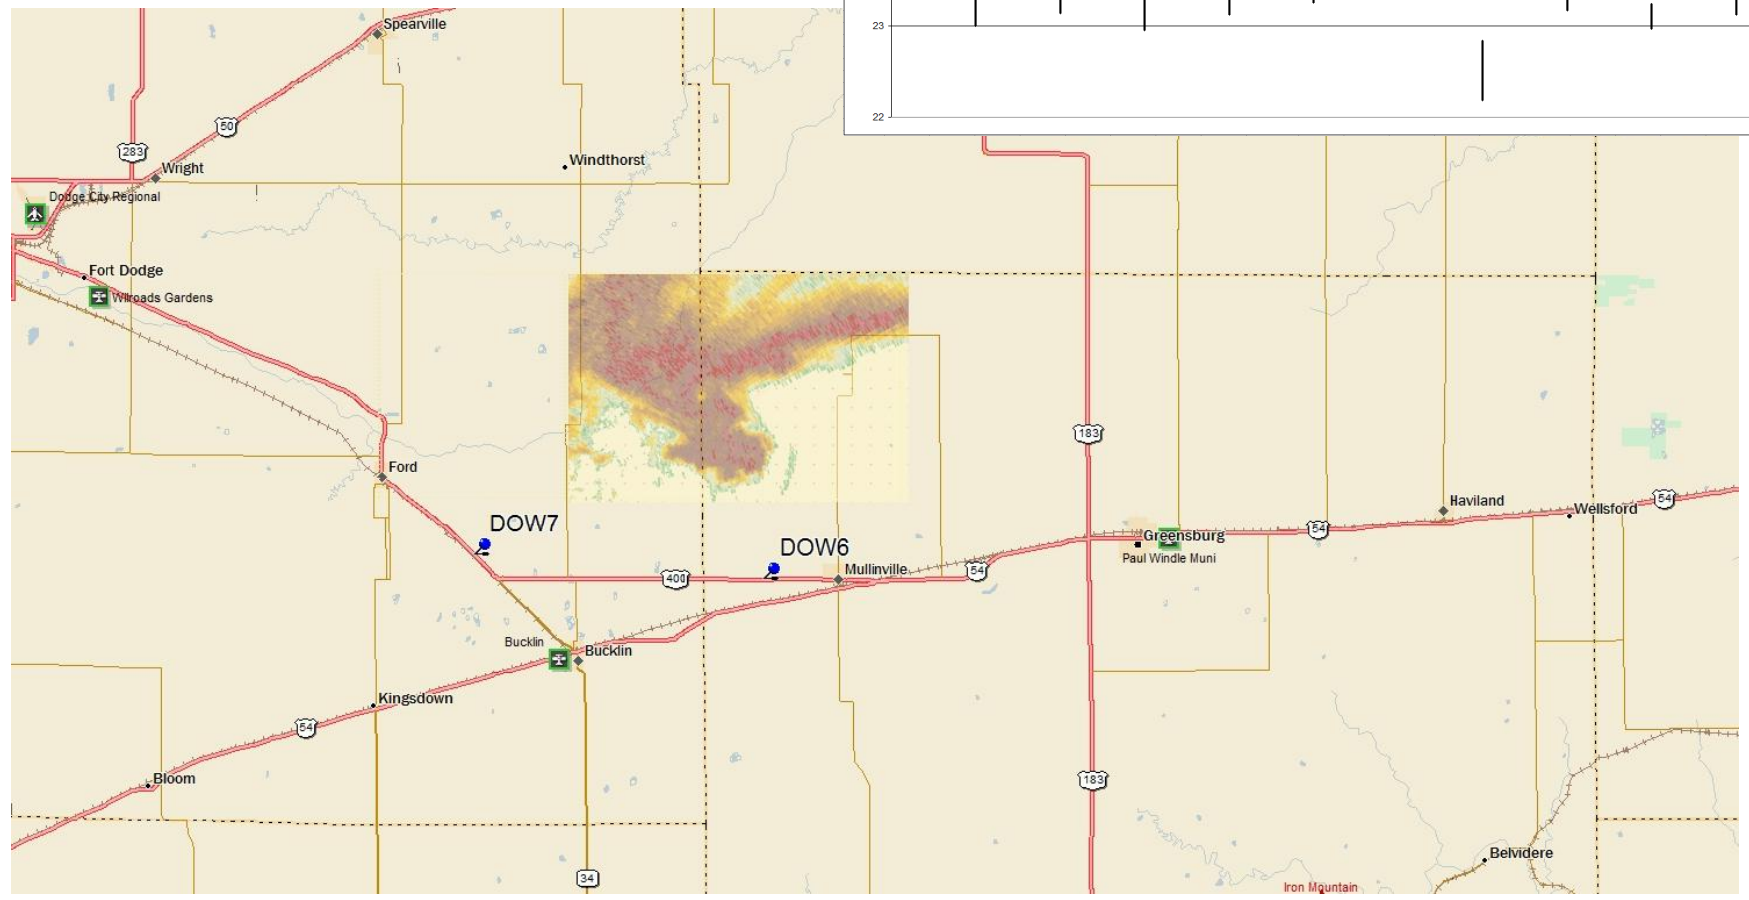 Spearville
23
22
50
283
Wright
Windthorst
Dodge City Regional
Fort Dodge
Wilroads Gardens
183
Ford
Haviland
Wellsford
54
DOW7
DOW6
54
Greensburg
Paul Windle Muni
Mullinville
54
400
Bucklin
Bucklin
Kingsdown
54
Bloom
183
Belvidere
34
Iron Mountain